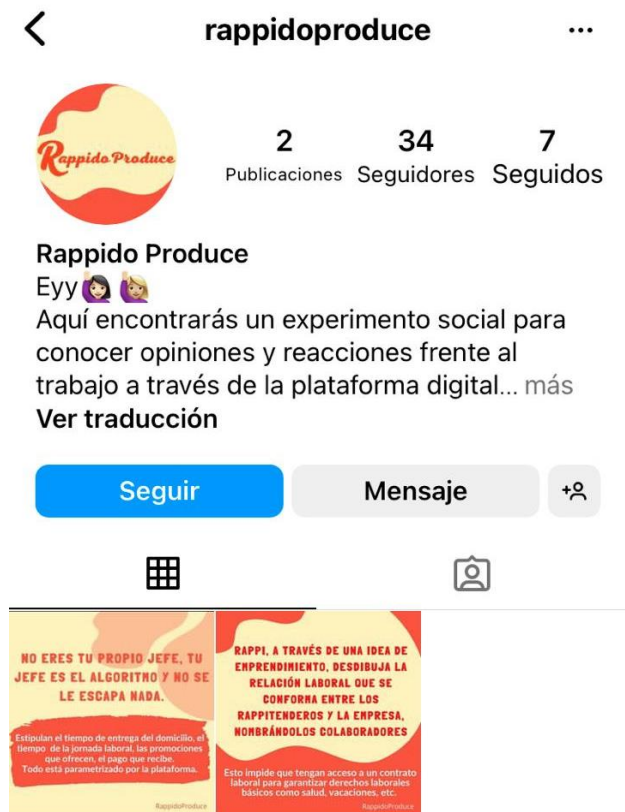 rappidoproduce
Rappido Produce
2
34
7
Publicaciones
Seguidores
Seguidos
Rappido Produce
Eyy
Aquí encontrarás un experimento social para
conocer opiniones y reacciones frente al
trabajo a través de la plataforma digital... más
Ver traducción
Seguir
Mensaje
NO ERES TU PROPIO JEFE, TU
JEFE ES EL ALGORITMO Y NO SE
LE ESCAPA NADA.
Estipulan el tiempo de entrega del domicilio, el
tiempo de la jornada laboral, las promociones
que ofrecen, el pago que recibe.
Todo está parametrizado por la plataforma.
RappidoProduce
RAPPI, A TRAVÉS DE UNA IDEA DE
EMPRENDIMIENTO, DESDIBUJA LA
RELACIÓN LABORAL QUE SE
CONFORMA ENTRE LOS
RAPPITENDEROS Y LA EMPRESA,
NOMBRÁNDOLOS COLABORADORES
Esto impide que tengan acceso a un contrato
laboral para garantizar derechos laborales
básicos como salud, vacaciones, etc.
RappidoProduce